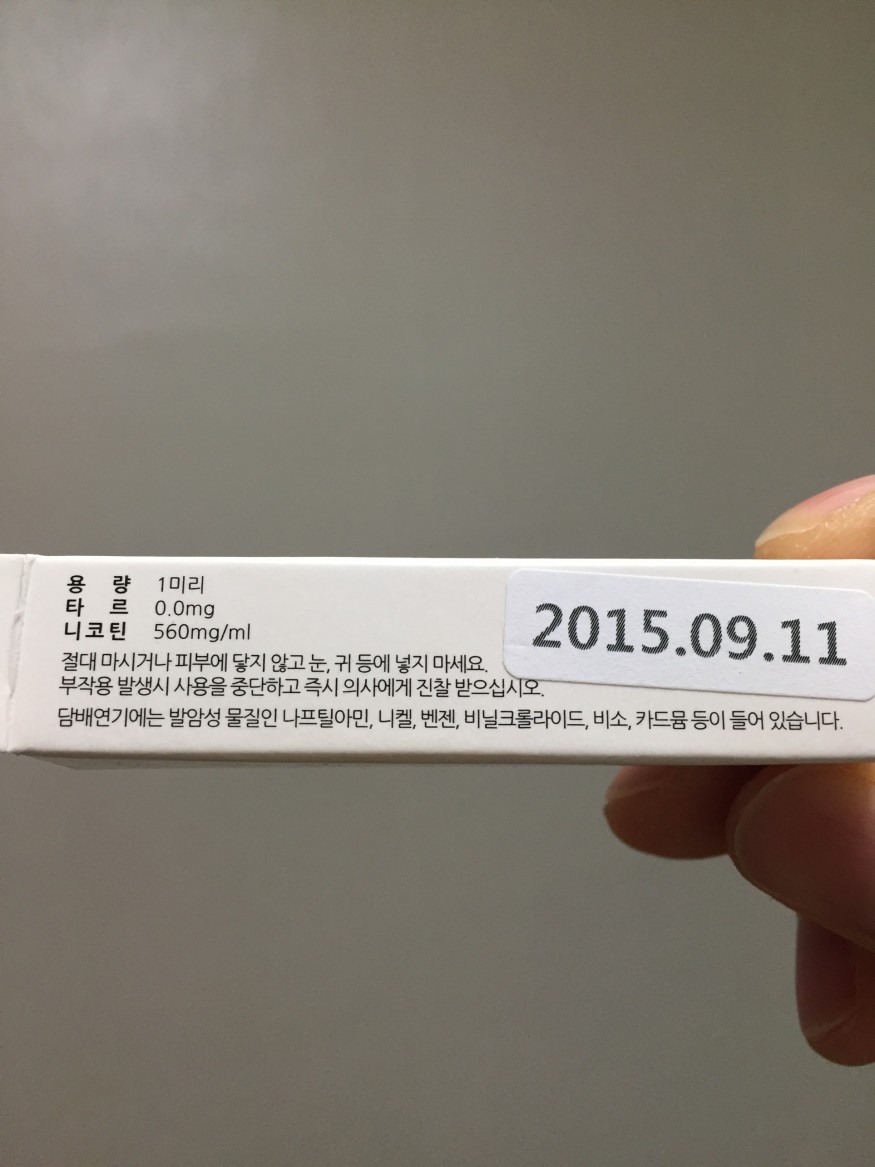 용 량 1미리
타 르 0.0mg
니코틴 560mg/ml
2015.09.11
절대 마시거나 피부에 닿지 않고 눈, 귀 등에 넣지 마세요.
부작용 발생시 사용을 중단하고 즉시 의사에게 진찰 받으십시오.
담배연기에는 발암성 물질인 나프틸아민, 니켈, 벤젠, 비닐크롤라이드, 비소, 카드뮴 등이 들어 있습니다.